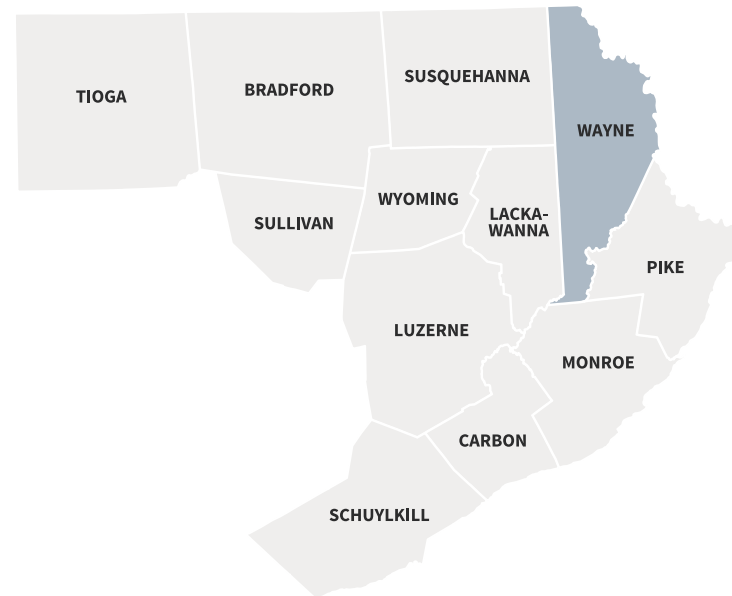 SUSQUEHANNA
BRADFORD
TIOGA
WAYNE
WYOMING
LACKA-
WANNA
SULLIVAN
PIKE
LUZERNE
MONROE
CARBON
SCHUYLKILL